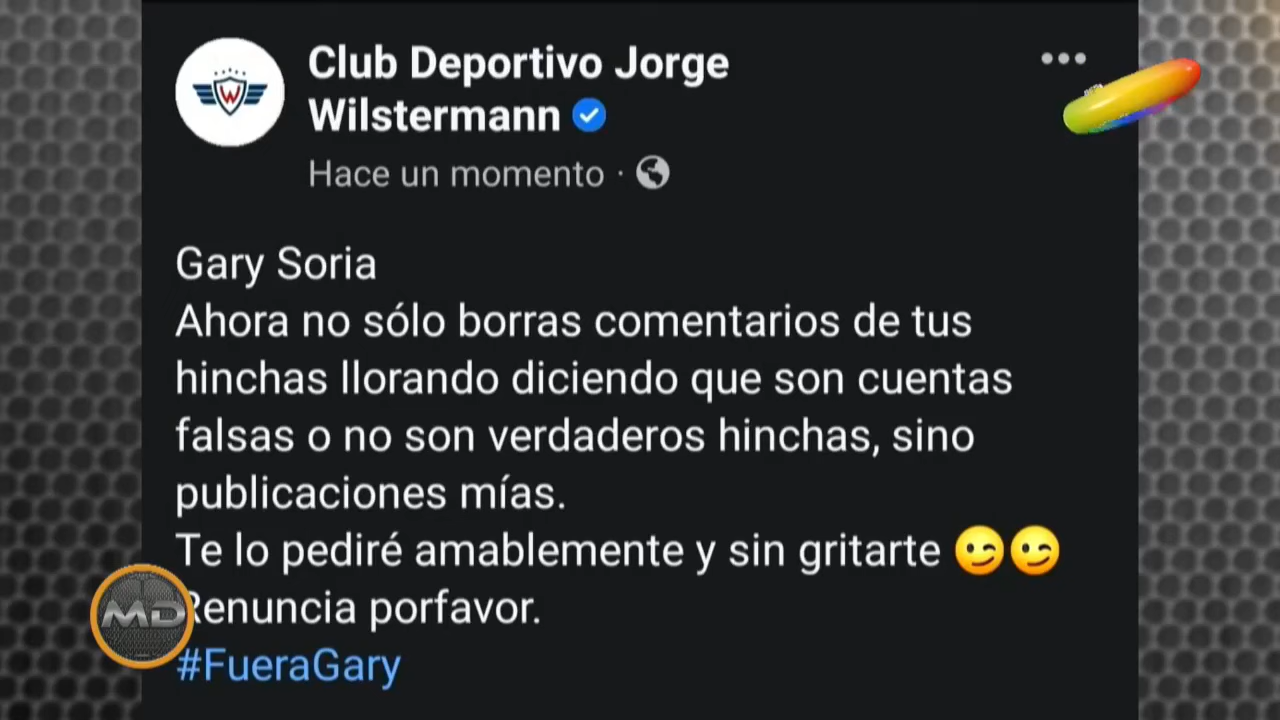 Club Deportivo Jorge
Wilstermann
Hace un momento ·
Gary Soria
Ahora no sólo borras comentarios de tus
hinchas llorando diciendo que son cuentas
falsas o no son verdaderos hinchas, sino
publicaciones mías.
Te lo pediré amablemente y sin gritarte 😉😉
Renuncia porfavor.
#FueraGary
MD
W